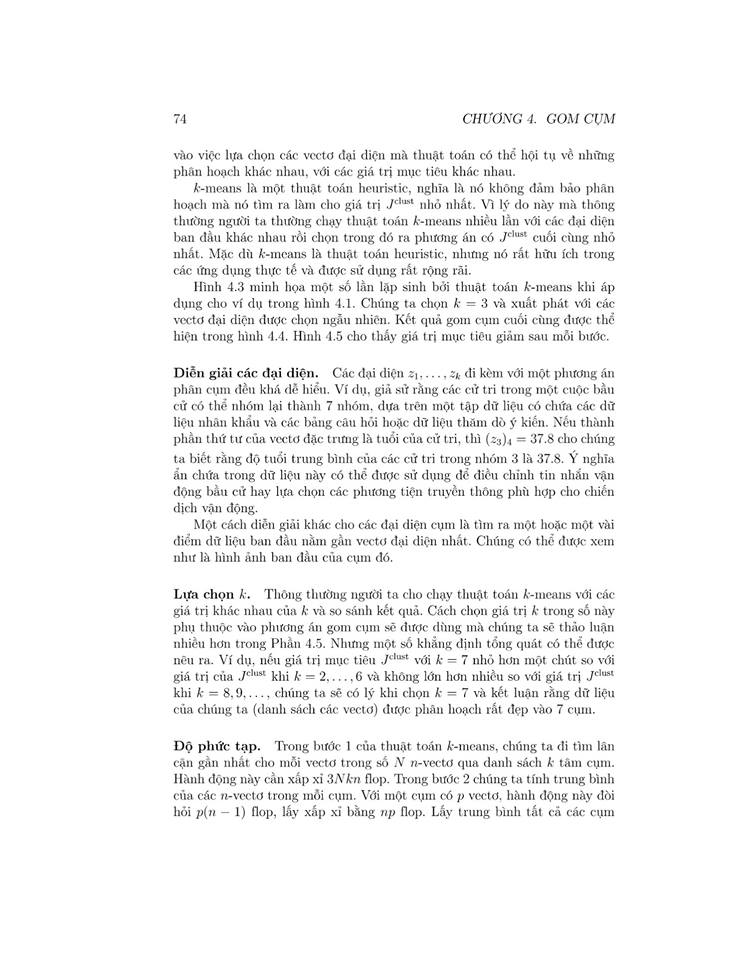 74 CHƯƠNG 4. GOM CỤM
vào việc lựa chọn các vectơ đại diện mà thuật toán có thể hội tụ về những
phân hoạch khác nhau, với các giá trị mục tiêu khác nhau.
k-means là một thuật toán heuristic, nghĩa là nó không đảm bảo phân
hoạch mà nó tìm ra làm cho giá trị J^clust nhỏ nhất. Vì lý do này mà thông
thường người ta thường chạy thuật toán k-means nhiều lần với các đại diện
ban đầu khác nhau rồi chọn trong đó ra phương án có J^clust cuối cùng nhỏ
nhất. Mặc dù k-means là thuật toán heuristic, nhưng nó rất hữu ích trong
các ứng dụng thực tế và được sử dụng rất rộng rãi.
Hình 4.3 minh họa một số lần lặp sinh bởi thuật toán k-means khi áp
dụng cho ví dụ trong hình 4.1. Chúng ta chọn k = 3 và xuất phát với các
vectơ đại diện được chọn ngẫu nhiên. Kết quả gom cụm cuối cùng được thể
hiện trong hình 4.4. Hình 4.5 cho thấy giá trị mục tiêu giảm sau mỗi bước.
Diễn giải các đại diện. Các đại diện z₁, . . . , zₖ đi kèm với một phương án
phân cụm đều khá dễ hiểu. Ví dụ, giả sử rằng các cử tri trong một cuộc bầu
cử có thể nhóm lại thành 7 nhóm, dựa trên một tập dữ liệu có chứa các dữ
liệu nhân khẩu và các bảng câu hỏi hoặc dữ liệu thăm dò ý kiến. Nếu thành
phần thứ tư của vectơ đặc trưng là tuổi của cử tri, thì (z₃)₄ = 37.8 cho chúng
ta biết rằng độ tuổi trung bình của các cử tri trong nhóm 3 là 37.8. Ý nghĩa
ẩn chứa trong dữ liệu này có thể được sử dụng để điều chỉnh tin nhắn vận
động bầu cử hay lựa chọn các phương tiện truyền thông phù hợp cho chiến
dịch vận động.
Một cách diễn giải khác cho các đại diện cụm là tìm ra một hoặc một vài
điểm dữ liệu ban đầu nằm gần vectơ đại diện nhất. Chúng có thể được xem
như là hình ảnh ban đầu của cụm đó.
Lựa chọn k. Thông thường người ta cho chạy thuật toán k-means với các
giá trị khác nhau của k và so sánh kết quả. Cách chọn giá trị k trong số này
phụ thuộc vào phương án gom cụm sẽ được dùng mà chúng ta sẽ thảo luận
nhiều hơn trong Phần 4.5. Nhưng một số khẳng định tổng quát có thể được
nêu ra. Ví dụ, nếu giá trị mục tiêu J^clust với k = 7 nhỏ hơn một chút so với
giá trị của J^clust khi k = 2, . . . , 6 và không lớn hơn nhiều so với giá trị J^clust
khi k = 8, 9, . . . , chúng ta sẽ có lý khi chọn k = 7 và kết luận rằng dữ liệu
của chúng ta (danh sách các vectơ) được phân hoạch rất đẹp vào 7 cụm.
Độ phức tạp. Trong bước 1 của thuật toán k-means, chúng ta đi tìm lân
cận gần nhất cho mỗi vectơ trong số N n-vectơ qua danh sách k tâm cụm.
Hành động này cần xấp xỉ 3Nkn flop. Trong bước 2 chúng ta tính trung bình
của các n-vectơ trong mỗi cụm. Với một cụm có p vectơ, hành động này đòi
hỏi p(n − 1) flop, lấy xấp xỉ bằng np flop. Lấy trung bình tất cả các cụm